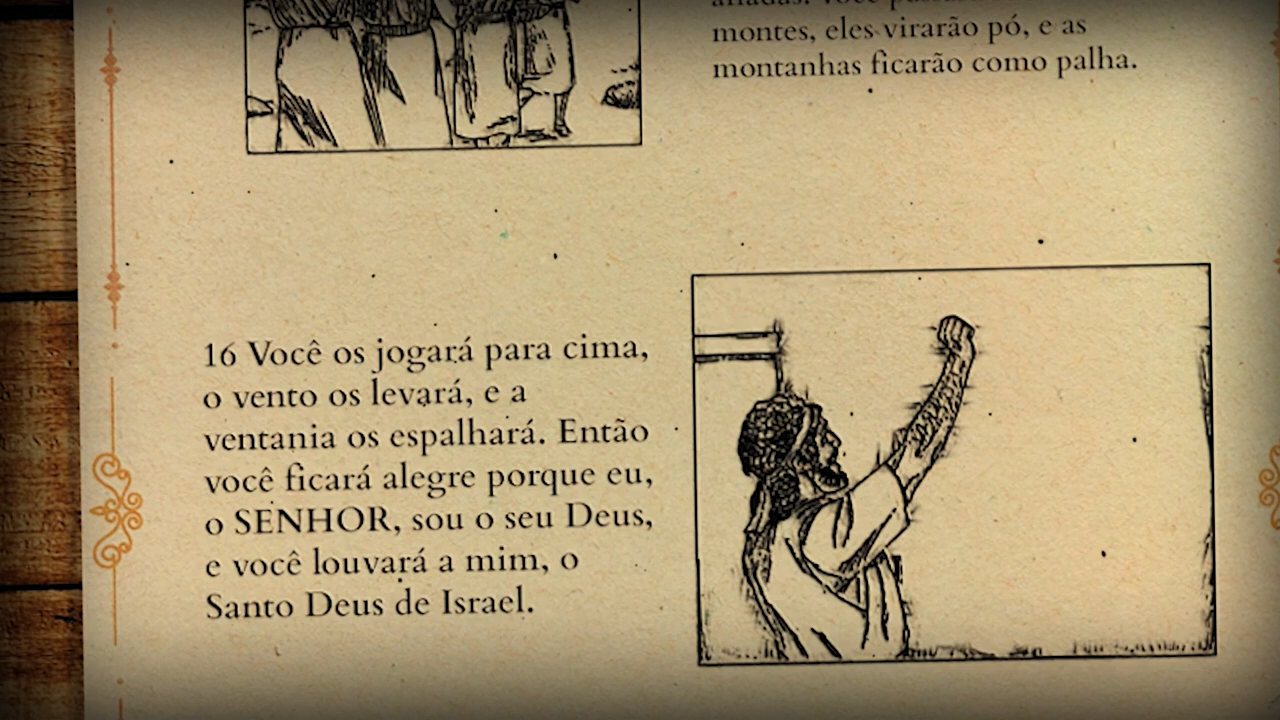 montes, eles virarão pó, e as
montanhas ficarão como palha.
16 Você os jogará para cima,
o vento os levará, e a
ventania os espalhará. Então
você ficará alegre porque eu,
o SENHOR, sou o seu Deus,
e você louvará a mim, o
Santo Deus de Israel.